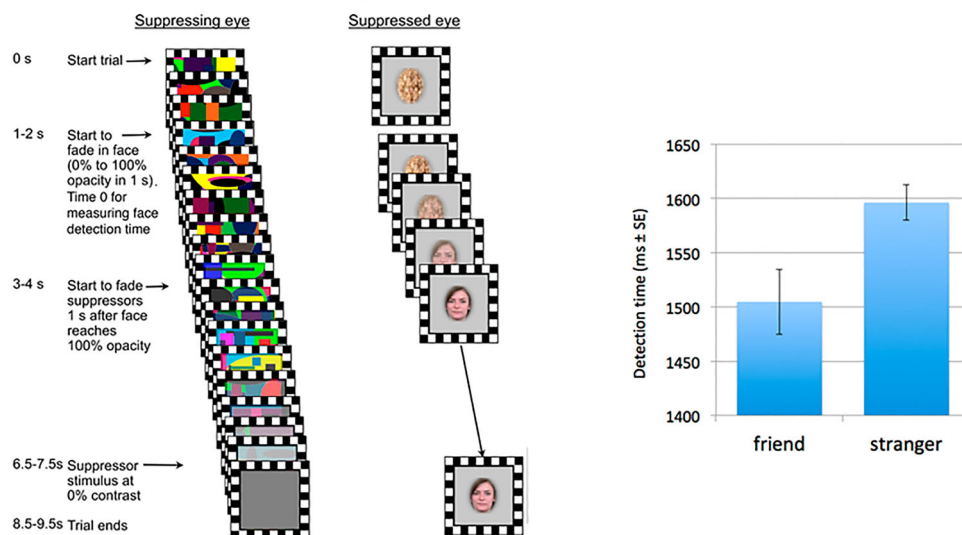 Suppressing eye
Suppressed eye
0 s
Start trial
1-2 s
Start to
fade in face
(0% to 100%
opacity in 1 s).
Time 0 for
measuring face
detection time
3-4 s
Start to fade
suppressors
1 s after face
reaches
100% opacity
6.5-7.5s
Suppressor
stimulus at
0% contrast
8.5-9.5s
Trial ends
Detection time (ms ± SE)
1650
1600
1550
1500
1450
1400
friend
stranger